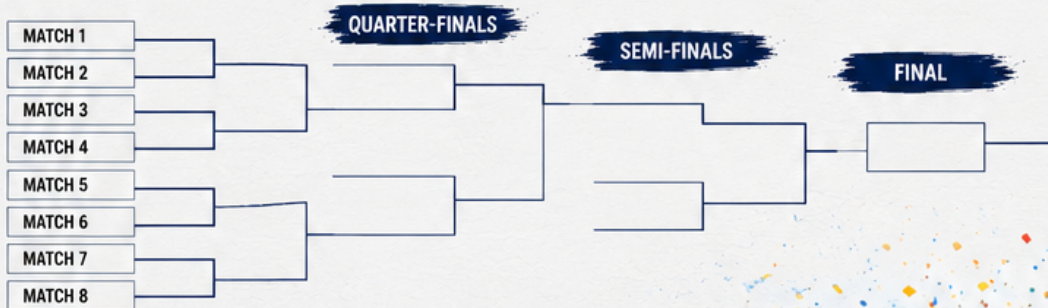 MATCH 1
MATCH 2
MATCH 3
MATCH 4
MATCH 5
MATCH 6
MATCH 7
MATCH 8
QUARTER-FINALS
SEMI-FINALS
FINAL